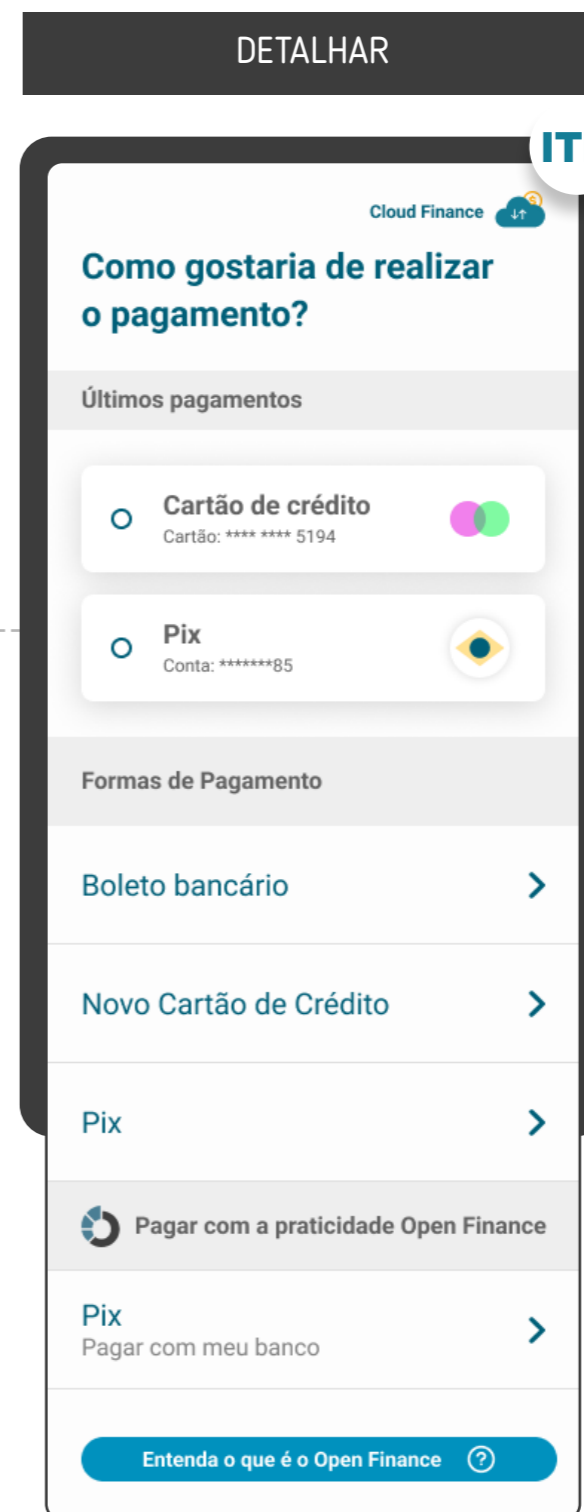 DETALHAR
IT
Cloud Finance
Como gostaria de realizar
o pagamento?
Últimos pagamentos
Cartão de crédito
Cartão: **** **** 5194
Pix
Conta: *******85
Formas de Pagamento
Boleto bancário
Novo Cartão de Crédito
Pix
Pagar com a praticidade Open Finance
Pix
Pagar com meu banco
Entenda o que é o Open Finance ?